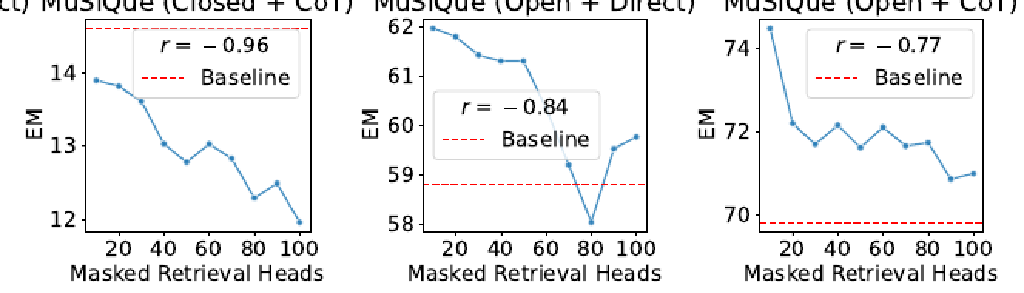 ct) MuSiQue (Closed + CoT) MuSiQue (Open + Direct) MuSiQue (Open + CoT)
EM
14
13
12
r = −0.96
Baseline
20 40 60 80 100
Masked Retrieval Heads
EM
62
61
60
59
58
r = −0.84
Baseline
20 40 60 80 100
Masked Retrieval Heads
EM
74
72
70
r = −0.77
Baseline
20 40 60 80 100
Masked Retrieval Heads